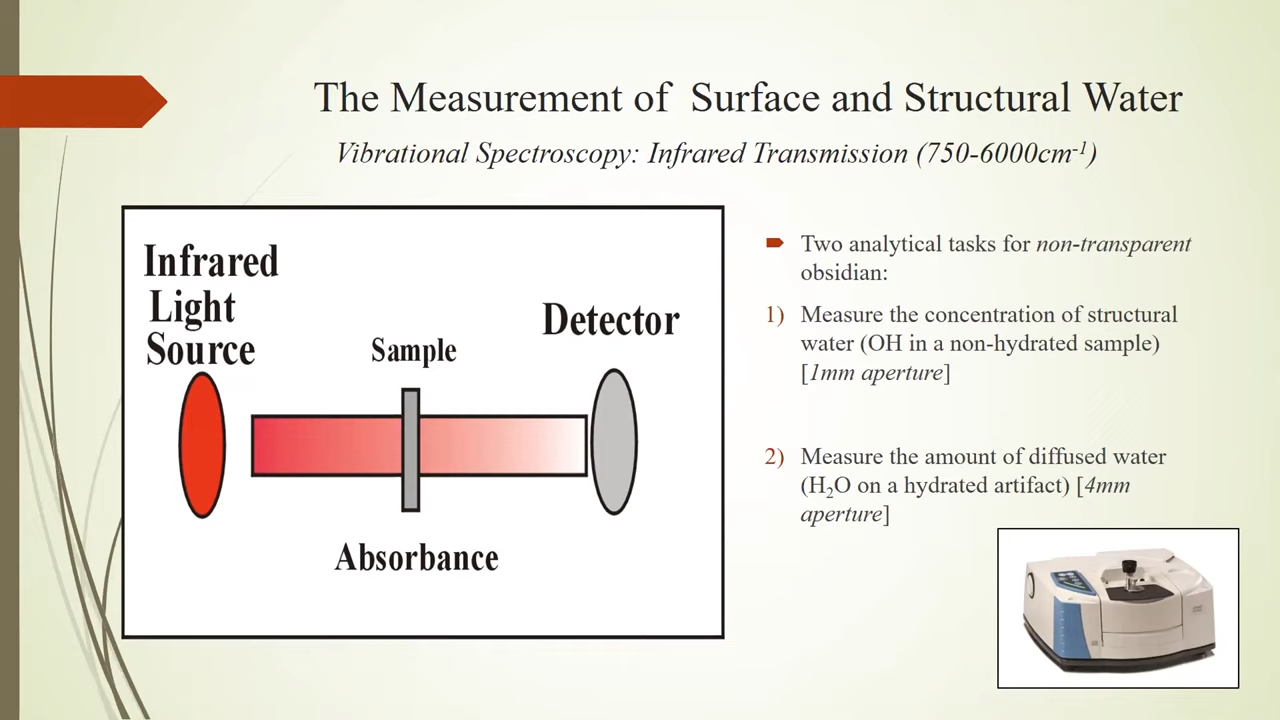 The Measurement of Surface and Structural Water
Vibrational Spectroscopy: Infrared Transmission (750-6000cm⁻¹)
Infrared
Light
Source
Sample
Detector
Absorbance
Two analytical tasks for non-transparent
obsidian:
1) Measure the concentration of structural
water (OH in a non-hydrated sample)
[1mm aperture]
2) Measure the amount of diffused water
(H₂O on a hydrated artifact) [4mm
aperture]